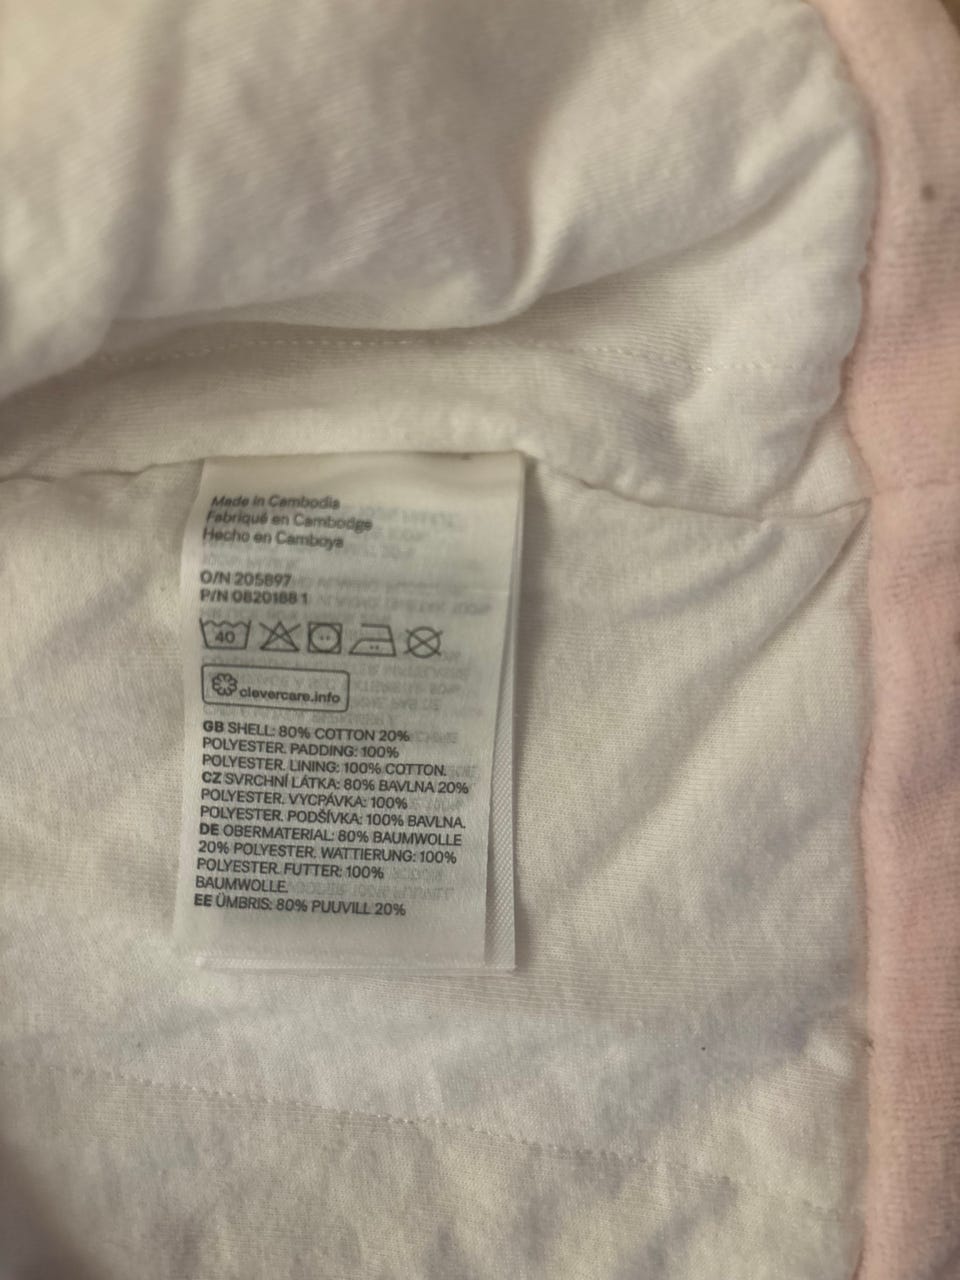 Made in Cambodia
Fabriqué en Cambodge
Hecho en Camboya
O/N 205897
P/N 0820188 1
40
clevercare.info
GB SHELL: 80% COTTON 20%
POLYESTER. PADDING: 100%
POLYESTER. LINING: 100% COTTON.
CZ SVRCHNÍ LÁTKA: 80% BAVLNA 20%
POLYESTER. VYCPÁVKA: 100%
POLYESTER. PODŠÍVKA: 100% BAVLNA.
DE OBERMATERIAL: 80% BAUMWOLLE
20% POLYESTER. WATTIERUNG: 100%
POLYESTER. FUTTER: 100%
BAUMWOLLE.
EE ÜMBRIS: 80% PUUVILL 20%